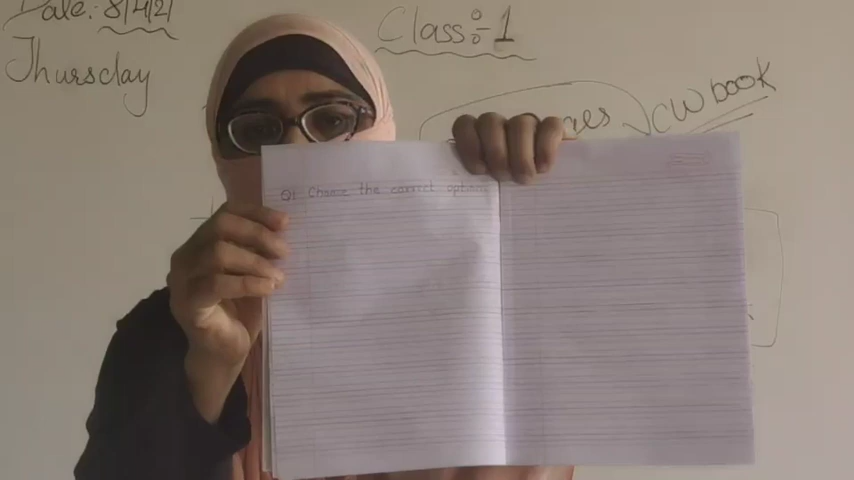 Date: 8/4/21
Thursday
Class:- 1
CW book
Q1 Choose the correct option